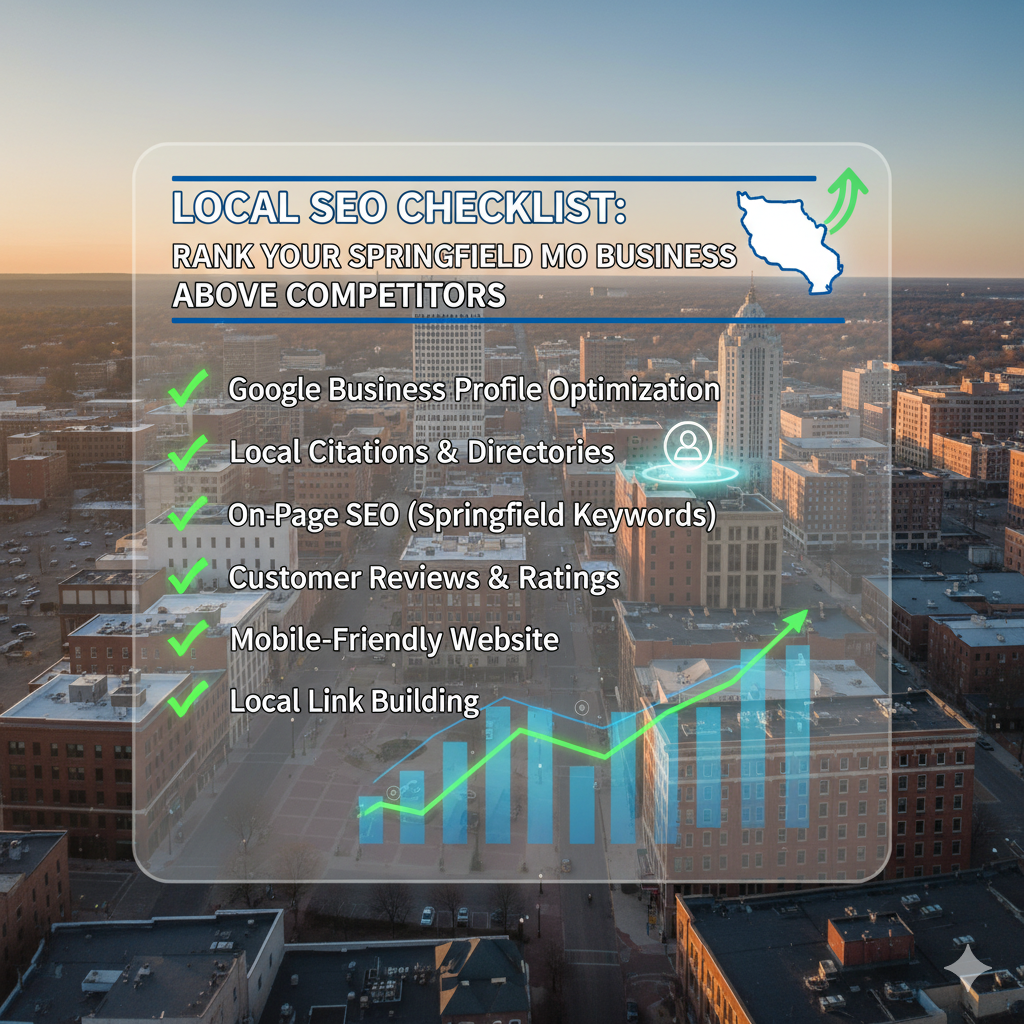 LOCAL SEO CHECKLIST:
RANK YOUR SPRINGFIELD MO BUSINESS
ABOVE COMPETITORS
Google Business Profile Optimization
Local Citations & Directories
On-Page SEO (Springfield Keywords)
Customer Reviews & Ratings
Mobile-Friendly Website
Local Link Building